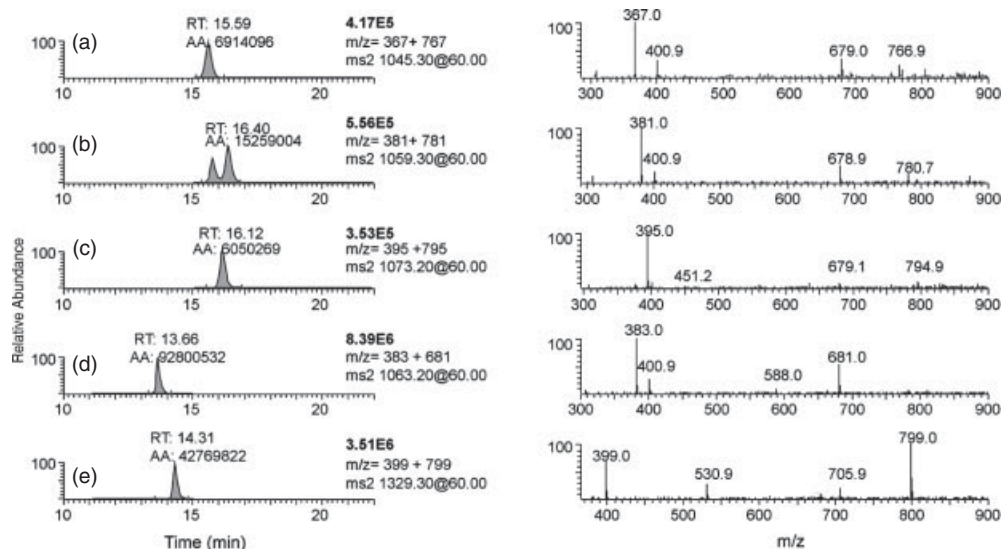 RT: 15.59
AA: 6914096
4.17E5
m/z= 367+ 767
ms2 1045.30@60.00
100
(a)
10
15
20
367.0
400.9
679.0
766.9
100
300
400
500
600
700
800
900
RT: 16.40
AA: 15259004
5.56E5
m/z= 381+ 781
ms2 1059.30@60.00
100
(b)
10
15
20
381.0
400.9
678.9
780.7
100
300
400
500
600
700
800
900
RT: 16.12
AA: 6050269
3.53E5
m/z= 395 +795
ms2 1073.20@60.00
100
(c)
10
15
20
395.0
451.2
679.1
794.9
100
300
400
500
600
700
800
900
RT: 13.66
AA: 92800532
8.39E6
m/z= 383 + 681
ms2 1063.20@60.00
100
(d)
10
15
20
383.0
400.9
588.0
681.0
100
300
400
500
600
700
800
900
RT: 14.31
AA: 42769822
3.51E6
m/z= 399 + 799
ms2 1329.30@60.00
100
(e)
10
15
20
399.0
530.9
705.9
799.0
100
400
500
600
700
800
900
Relative Abundance
Time (min)
m/z